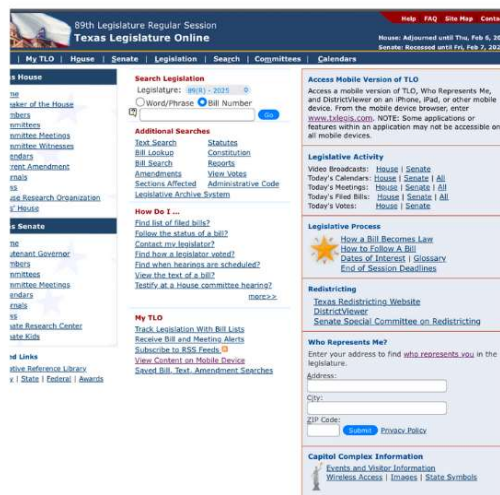 Help FAQ Site Map
89th Legislature Regular Session
Texas Legislature Online
House: Adjourned until Thu, Feb 6,
Senate: Recessed until Fri, Feb 7,
| My TLO | House | Senate | Legislation | Search | Committees | Calendars
House
aker of the House
mbers
mmittees
mmittee Meetings
mmittee Witnesses
endars
rent Amendment
rnals
Research Organization
House
Senate
utenant Governor
mbers
mmittees
mmittee Meetings
endars
rnals
ate Research Center
ate Kids
d Links
ative Reference Library
| State | Federal | Awards
Search Legislation
Legislature: 89(R) - 2025
Word/Phrase Bill Number
Go
Additional Searches
Text Search Statutes
Bill Lookup Constitution
Bill Search Reports
Amendments View Votes
Sections Affected Administrative Code
Legislative Archive System
How Do I ...
Find list of filed bills?
Follow the status of a bill?
Contact my legislator?
Find how a legislator voted?
Find when hearings are scheduled?
View the text of a bill?
Testify at a House committee hearing?
more>>
My TLO
Track Legislation With Bill Lists
Receive Bill and Meeting Alerts
Subscribe to RSS Feeds
View Content on Mobile Device
Saved Bill, Text, Amendment Searches
Access Mobile Version of TLO
Access a mobile version of TLO, Who Represents Me,
and DistrictViewer on an iPhone, iPad, or other mobile
device. From the mobile device browser, enter
www.txlegis.com. NOTE: Some applications or
features within an application may not be accessible on
all mobile devices.
Legislative Activity
Video Broadcasts: House | Senate
Today's Calendars: House | Senate | All
Today's Meetings: House | Senate | All
Today's Filed Bills: House | Senate | All
Today's Votes: House | Senate
Legislative Process
How a Bill Becomes Law
How to Follow A Bill
Dates of Interest | Glossary
End of Session Deadlines
Redistricting
Texas Redistricting Website
DistrictViewer
Senate Special Committee on Redistricting
Who Represents Me?
Enter your address to find who represents you in the
legislature.
Address:
City:
ZIP Code:
Submit Privacy Policy
Capitol Complex Information
Events and Visitor Information
Wireless Access | Images | State Symbols